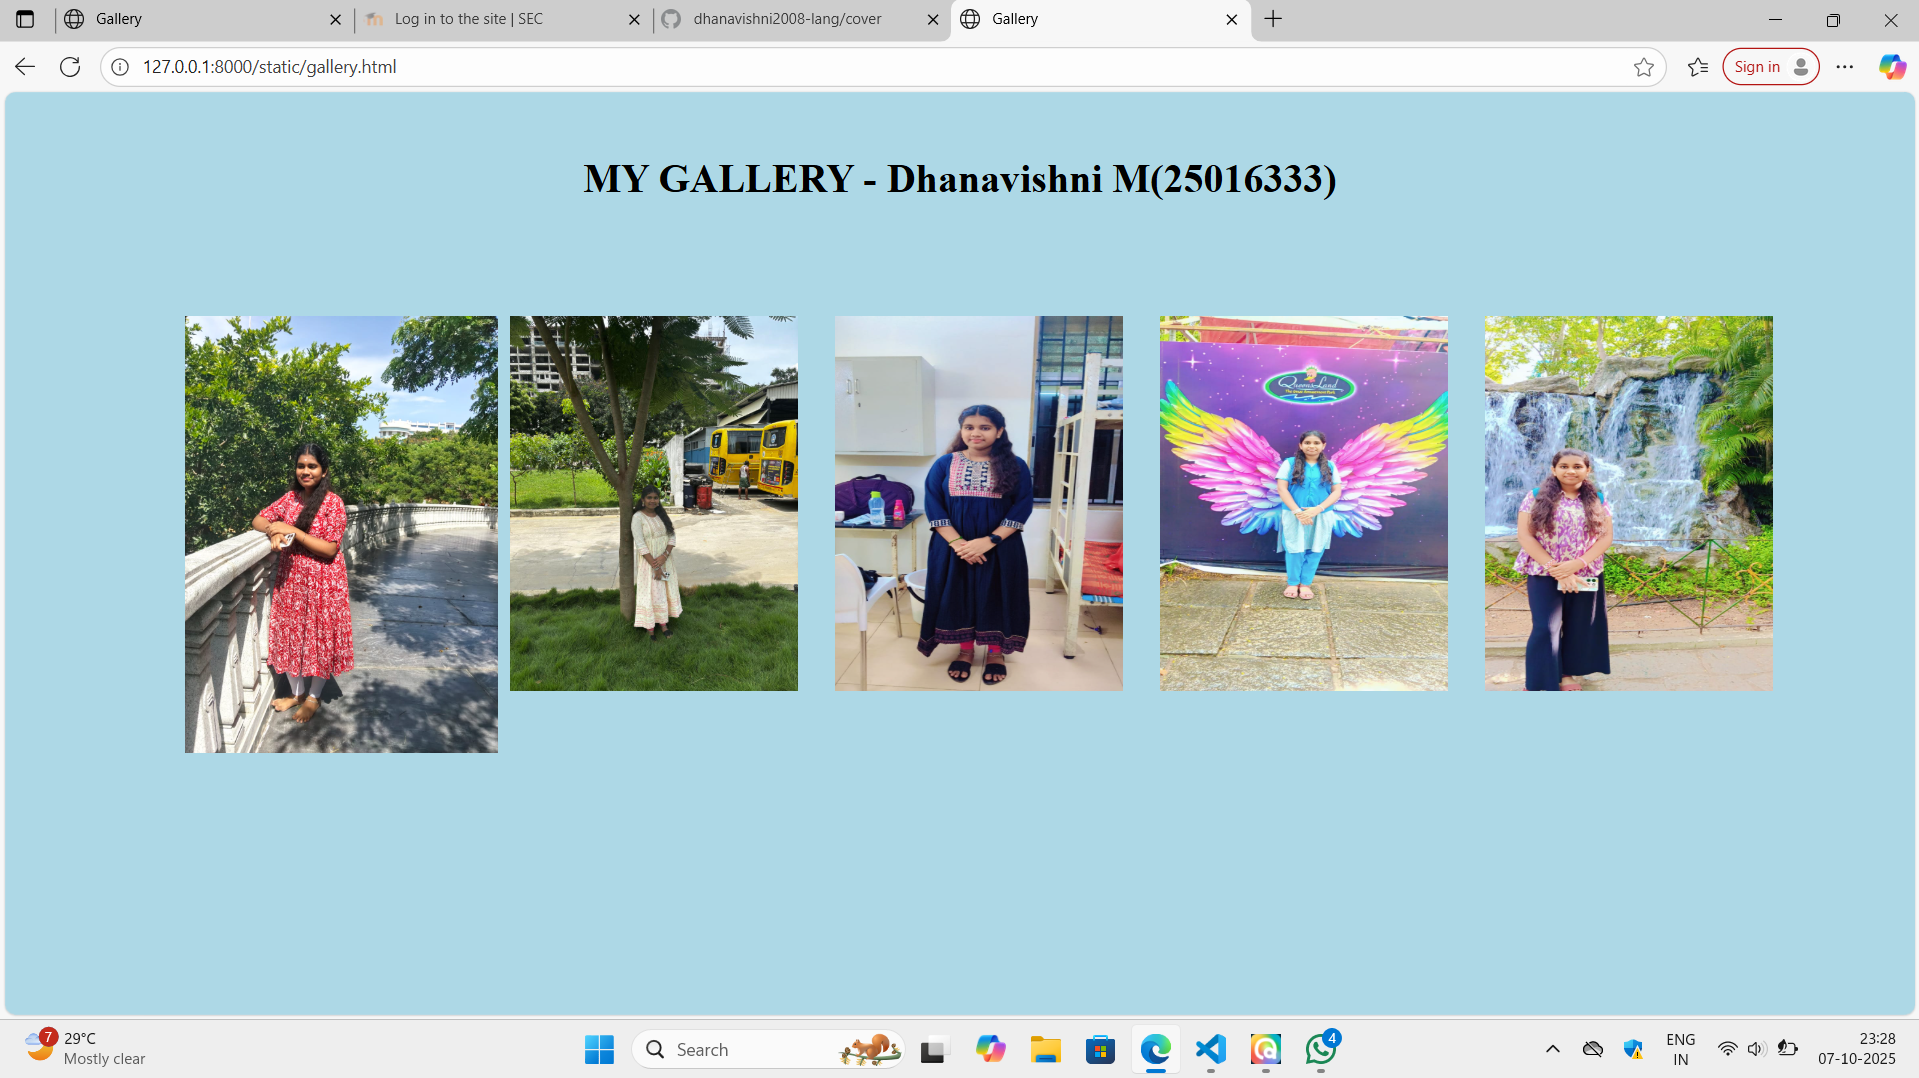 Gallery
Log in to the site | SEC
dhanavishni2008-lang/cover
Gallery
127.0.0.1:8000/static/gallery.html
Sign in
MY GALLERY - Dhanavishni M(25016333)
QueensLand
7
29°C
Mostly clear
Search
4
ENG
IN
23:28
07-10-2025